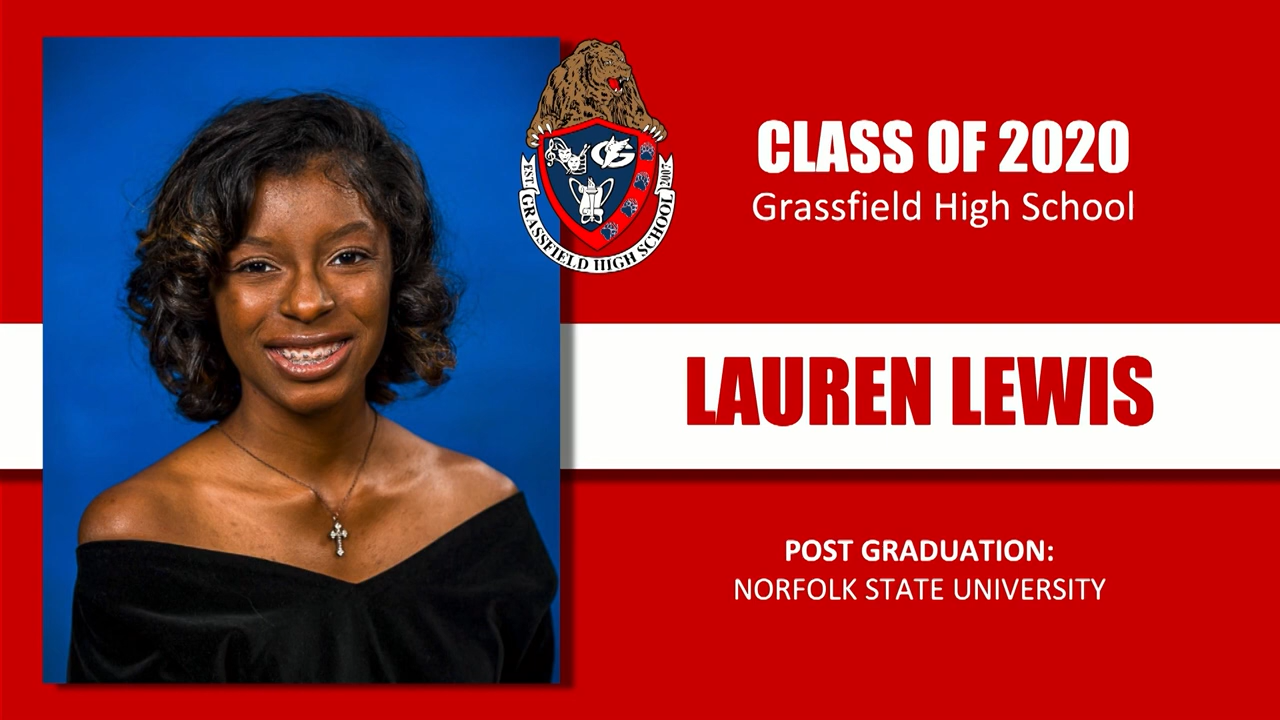 CLASS OF 2020
Grassfield High School
EST. 2007
GRASSFIELD HIGH SCHOOL
LAUREN LEWIS
POST GRADUATION:
NORFOLK STATE UNIVERSITY